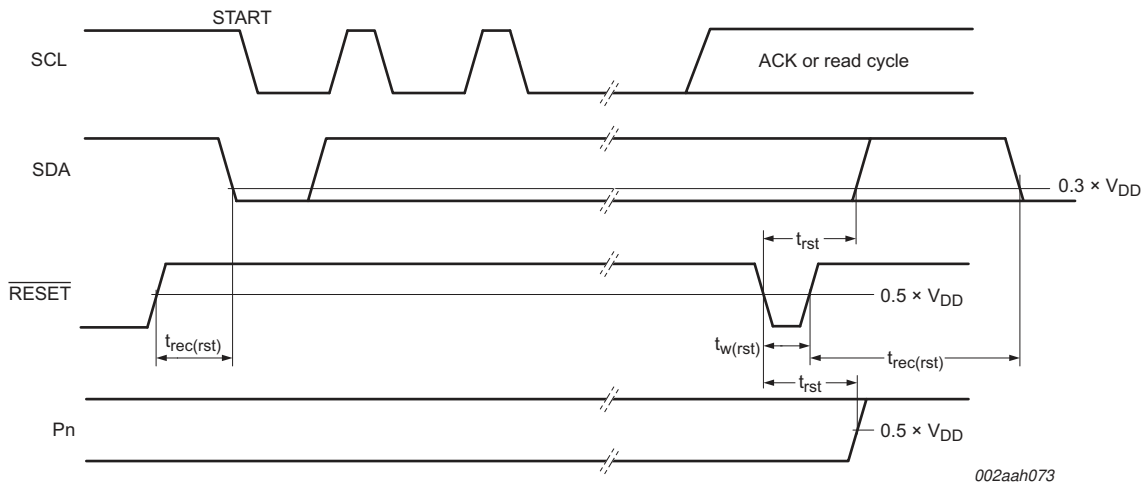 START
SCL
ACK or read cycle
SDA
0.3 × VDD
trst
RESET
0.5 × VDD
trec(rst)
tw(rst)
trec(rst)
trst
Pn
0.5 × VDD
002aah073